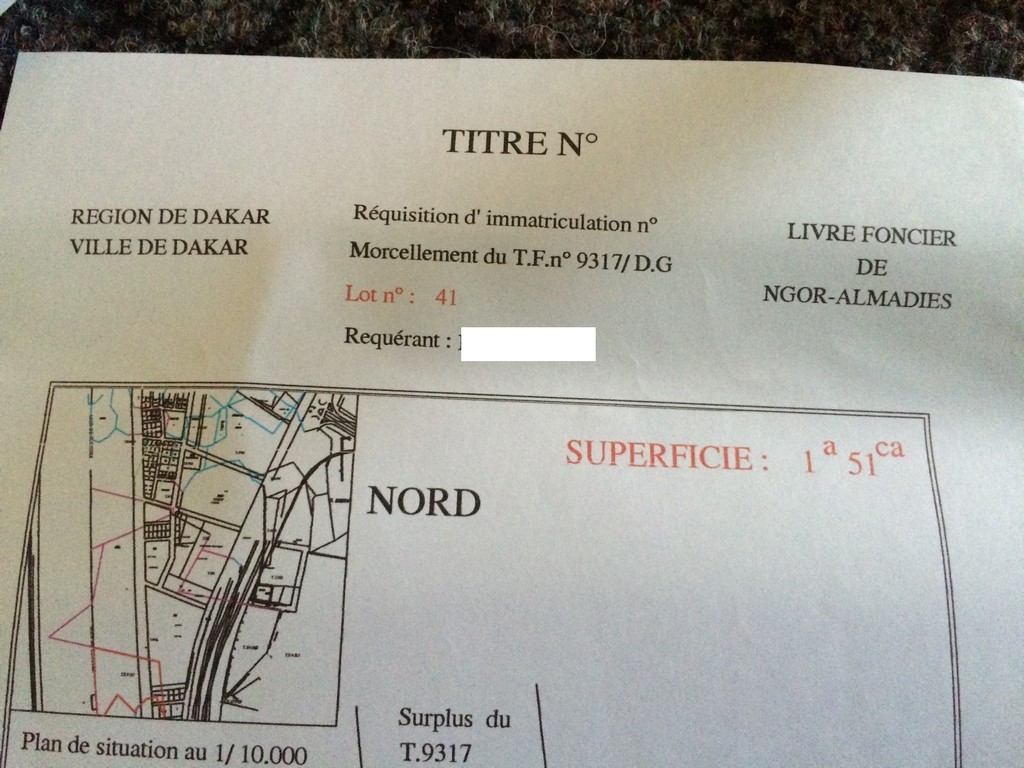 TITRE N°
REGION DE DAKAR
VILLE DE DAKAR
Réquisition d' immatriculation n°
Morcellement du T.F.n° 9317/ D.G
Lot n° : 41
Requérant :
LIVRE FONCIER
DE
NGOR-ALMADIES
SUPERFICIE : 1 a 51 ca
NORD
Plan de situation au 1/ 10.000
Surplus du
T.9317